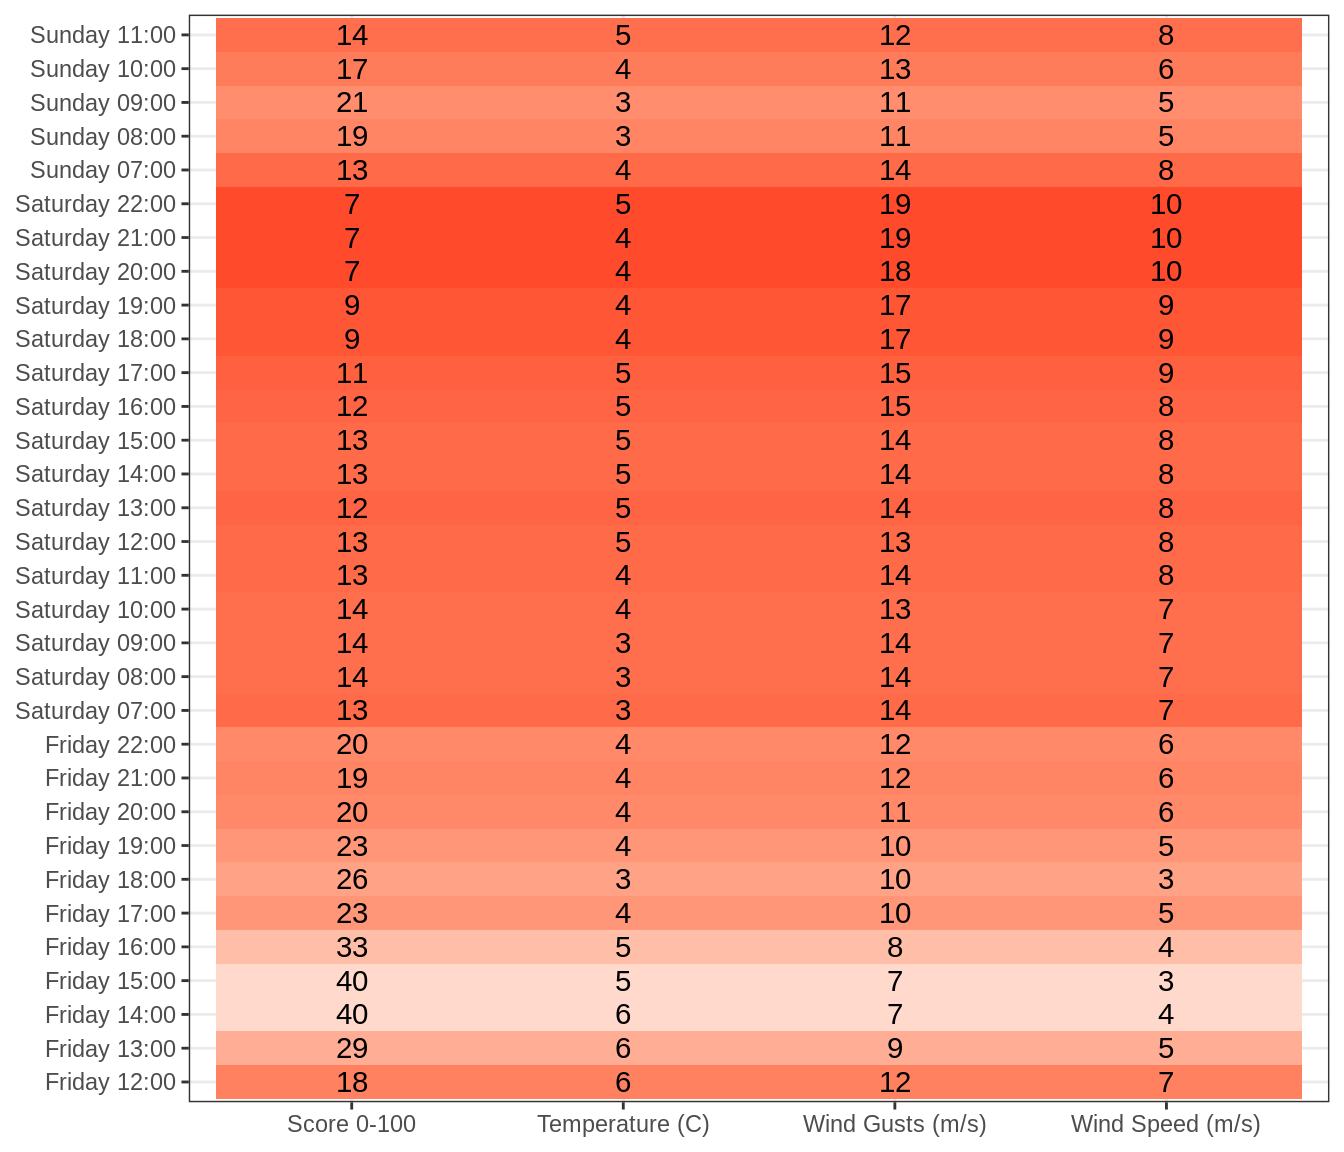 Sunday 11:00 14 5 12 8
Sunday 10:00 17 4 13 6
Sunday 09:00 21 3 11 5
Sunday 08:00 19 3 11 5
Sunday 07:00 13 4 14 8
Saturday 22:00 7 5 19 10
Saturday 21:00 7 4 19 10
Saturday 20:00 7 4 18 10
Saturday 19:00 9 4 17 9
Saturday 18:00 9 4 17 9
Saturday 17:00 11 5 15 9
Saturday 16:00 12 5 15 8
Saturday 15:00 13 5 14 8
Saturday 14:00 13 5 14 8
Saturday 13:00 12 5 14 8
Saturday 12:00 13 5 13 8
Saturday 11:00 13 4 14 8
Saturday 10:00 14 4 13 7
Saturday 09:00 14 3 14 7
Saturday 08:00 14 3 14 7
Saturday 07:00 13 3 14 7
Friday 22:00 20 4 12 6
Friday 21:00 19 4 12 6
Friday 20:00 20 4 11 6
Friday 19:00 23 4 10 5
Friday 18:00 26 3 10 3
Friday 17:00 23 4 10 5
Friday 16:00 33 5 8 4
Friday 15:00 40 5 7 3
Friday 14:00 40 6 7 4
Friday 13:00 29 6 9 5
Friday 12:00 18 6 12 7
Score 0-100 Temperature (C) Wind Gusts (m/s) Wind Speed (m/s)